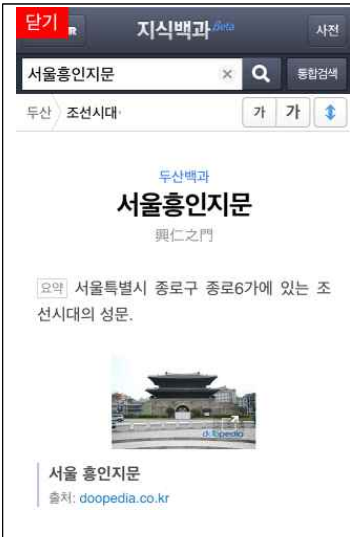 닫기 R 지식백과 Beta 사전
서울흥인지문 × 통합검색
두산 조선시대 가 가
두산백과
서울흥인지문
興仁之門
요약 서울특별시 종로구 종로6가에 있는 조
선시대의 성문.
doopedia
서울 흥인지문
출처: doopedia.co.kr